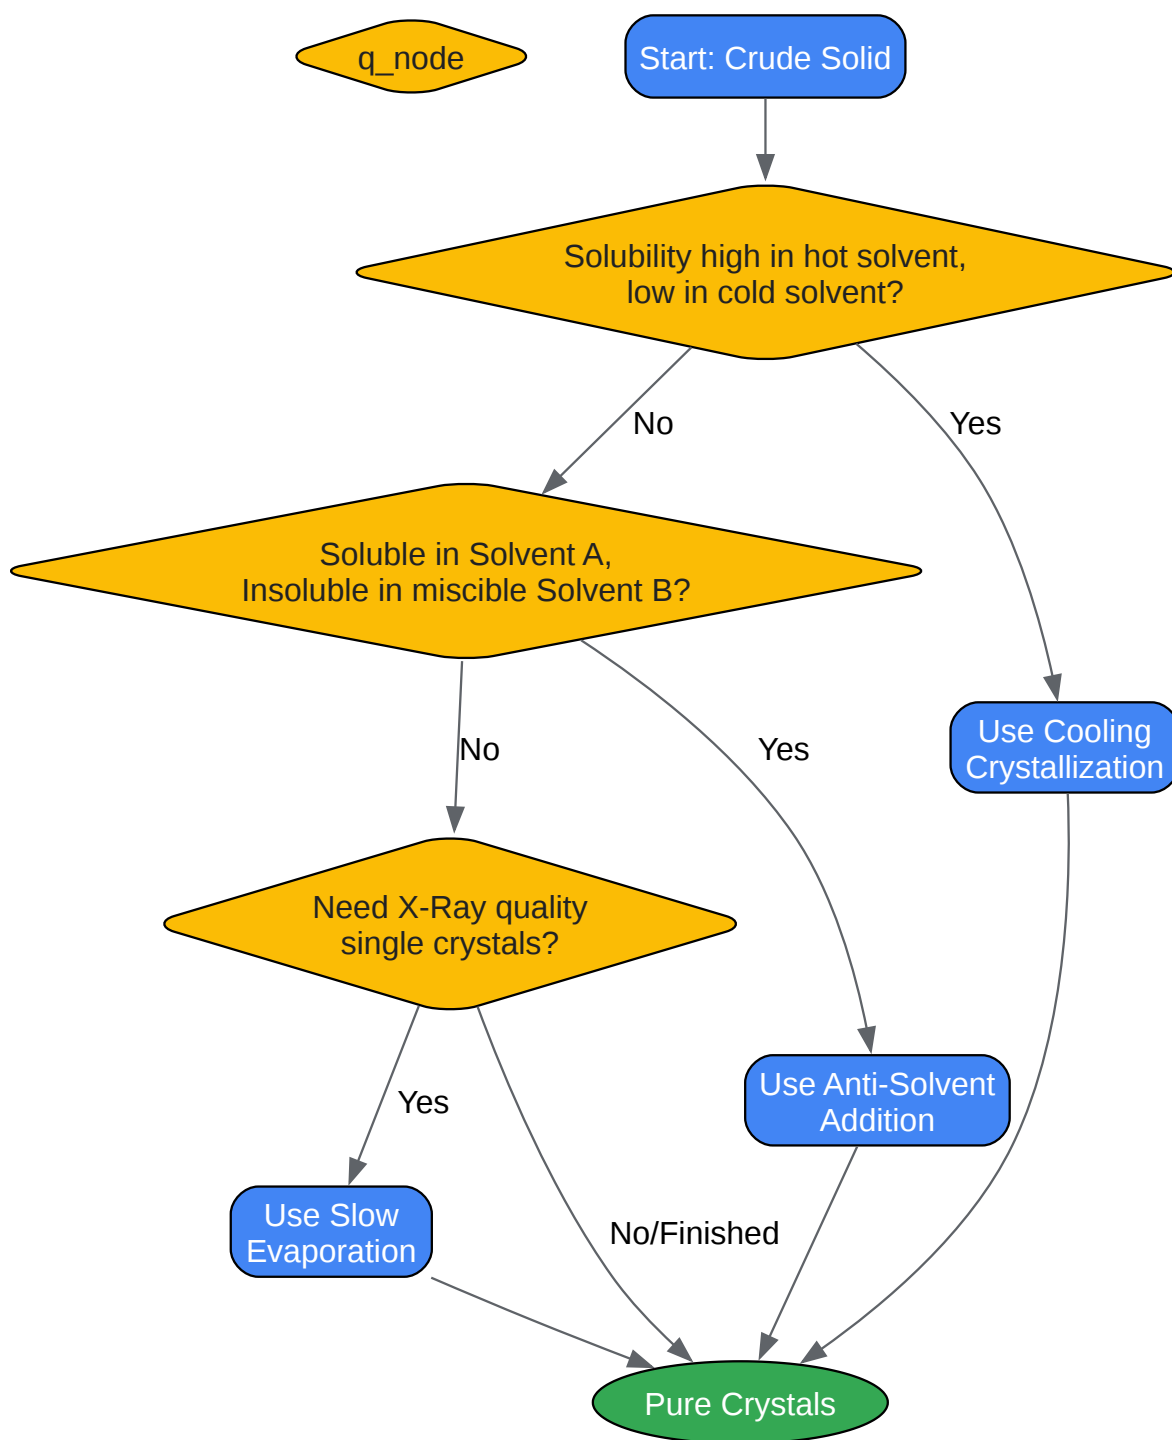 q_node
Start: Crude Solid
Solubility high in hot solvent,
low in cold solvent?
No
Yes
Soluble in Solvent A,
Insoluble in miscible Solvent B?
Use Cooling
Crystallization
No
Yes
Need X-Ray quality
single crystals?
Use Anti-Solvent
Addition
Yes
Use Slow
Evaporation
No/Finished
Pure Crystals